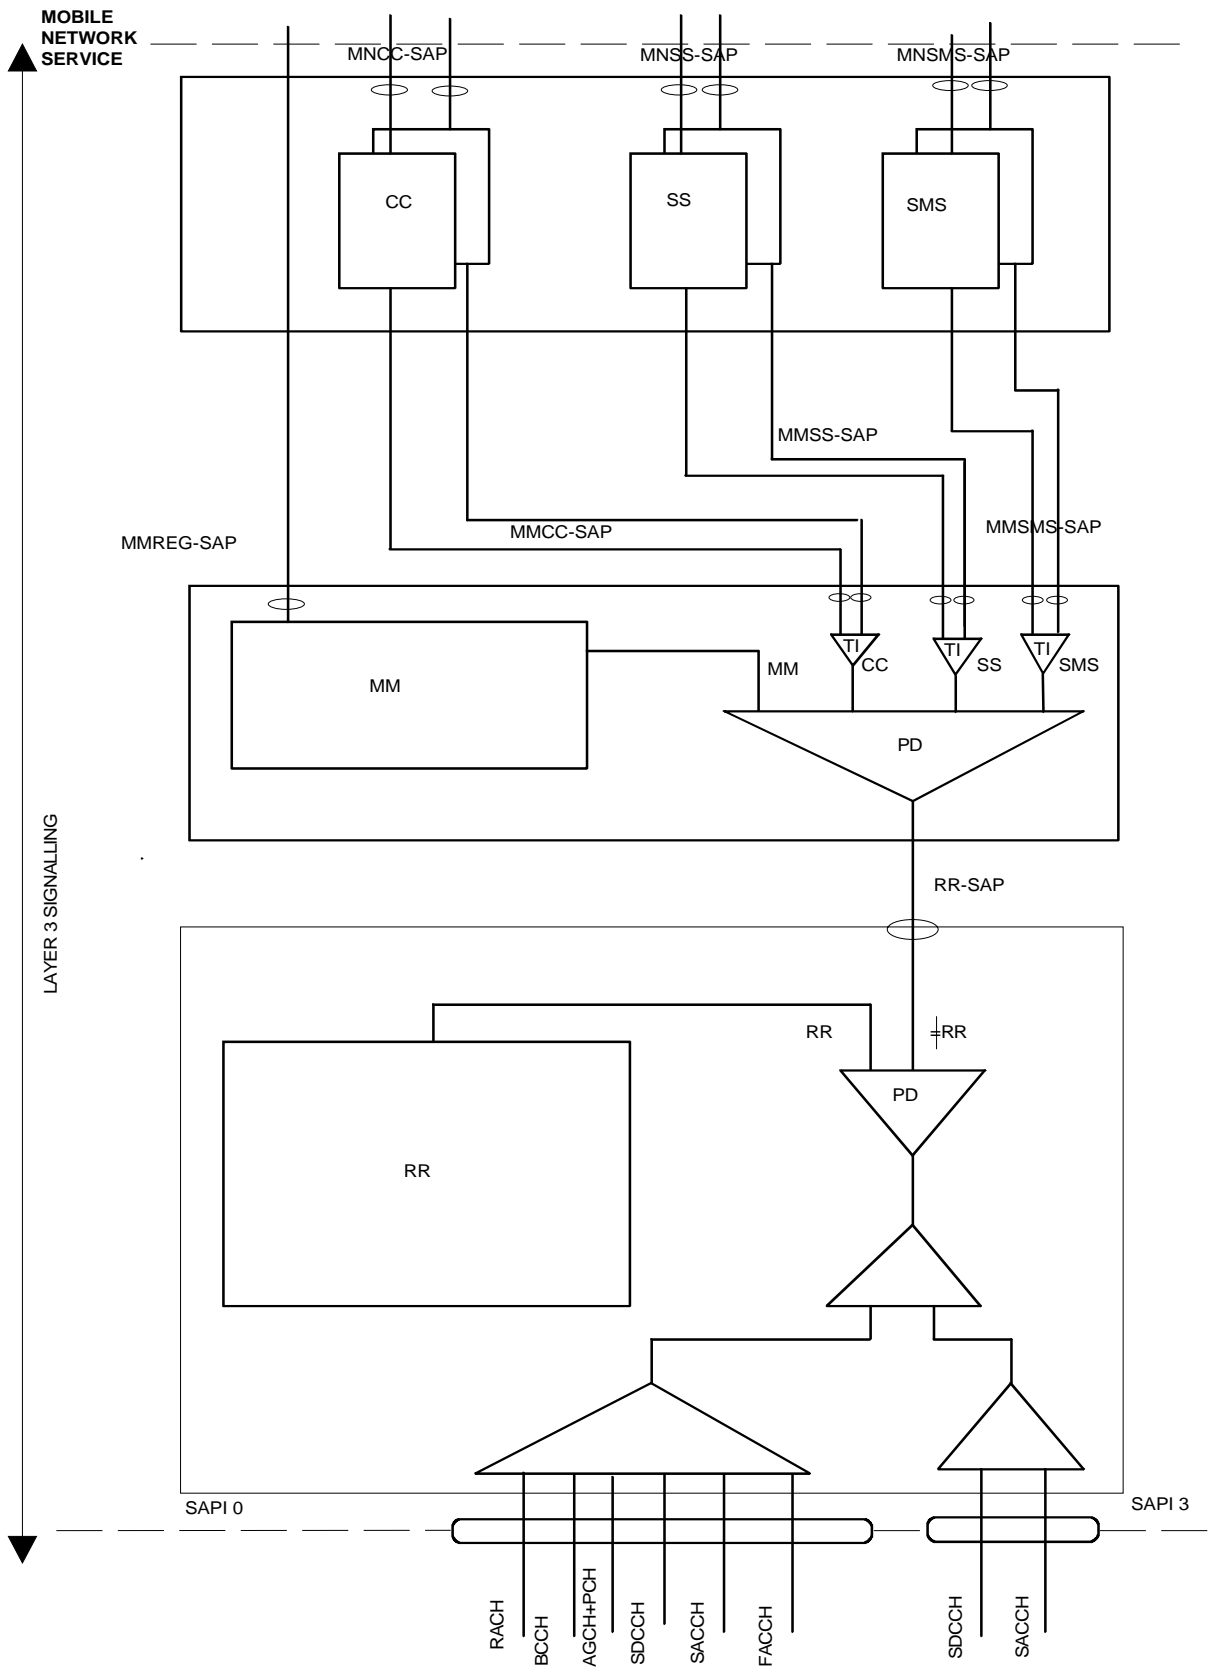 MOBILE
NETWORK
SERVICE
MNCC-SAP
MNSS-SAP
MNSMS-SAP
CC
SS
SMS
MMSS-SAP
MMREG-SAP
MMCC-SAP
MMSMS-SAP
TI
TI
TI
MM
MM
CC
SS
SMS
PD
LAYER 3 SIGNALLING
RR-SAP
RR
≠RR
PD
RR
SAPI 0
SAPI 3
RACH
BCCH
AGCH+PCH
SDCCH
SACCH
FACCH
SDCCH
SACCH